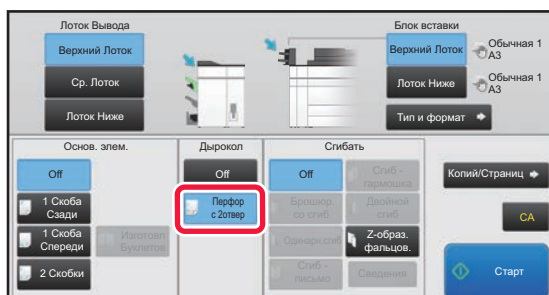 Лоток Вывода
Блок вставки
Верхний Лоток
Ср. Лоток
Лоток Ниже
Верхний Лоток
Обычная 1
A3
Лоток Ниже
Обычная 1
A3
Тип и формат
Основ. элем.
Дырокол
Сгибать
Off
1 Скоба
Сзади
1 Скоба
Спереди
Изготовл
Буклетов
2 Скобки
Off
Перфор
с 2отвер
Off
Сгиб -
гармошка
Брошюр.
со сгиб.
Двойной
сгиб
Одинарн.сгиб
Z-образ.
фальцов.
Сгиб -
письмо
Сведения
Копий/Страниц
CA
Старт